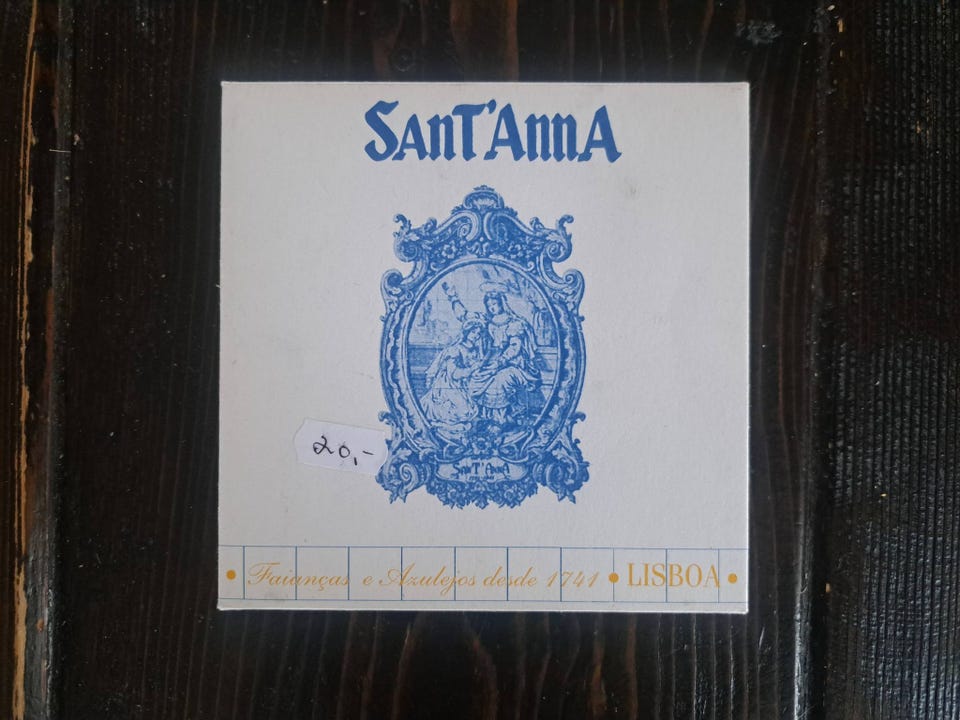 SANT'ANNA
20,-
SANT'ANNA
• Faianças e Azulejos desde 1741 • LISBOA •